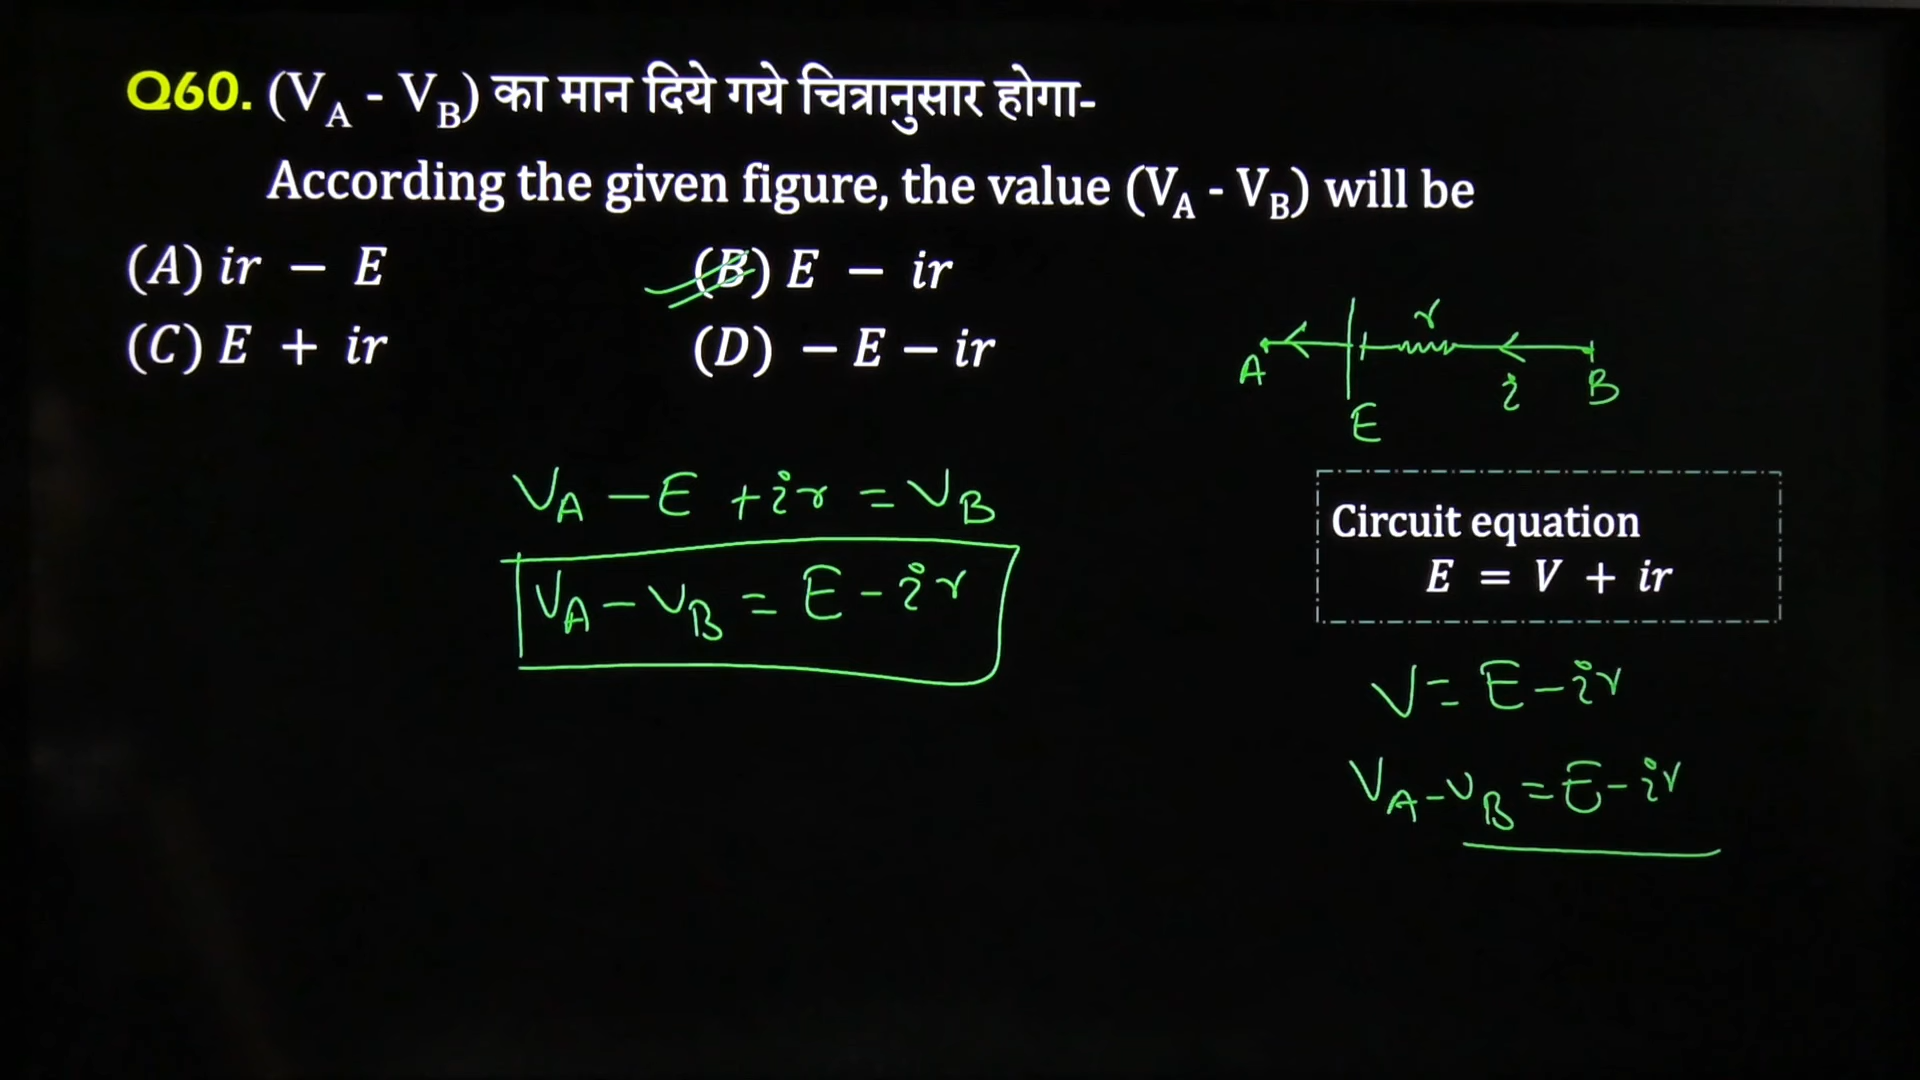 Q60. (V_A - V_B) का मान दिये गये चित्रानुसार होगा-
According the given figure, the value (V_A - V_B) will be
(A) ir − E
(B) E − ir
(C) E + ir
(D) − E − ir
r
A
i
B
E
V_A − E + ir = V_B
V_A − V_B = E − ir
Circuit equation
E = V + ir
V = E − ir
V_A − V_B = E − ir